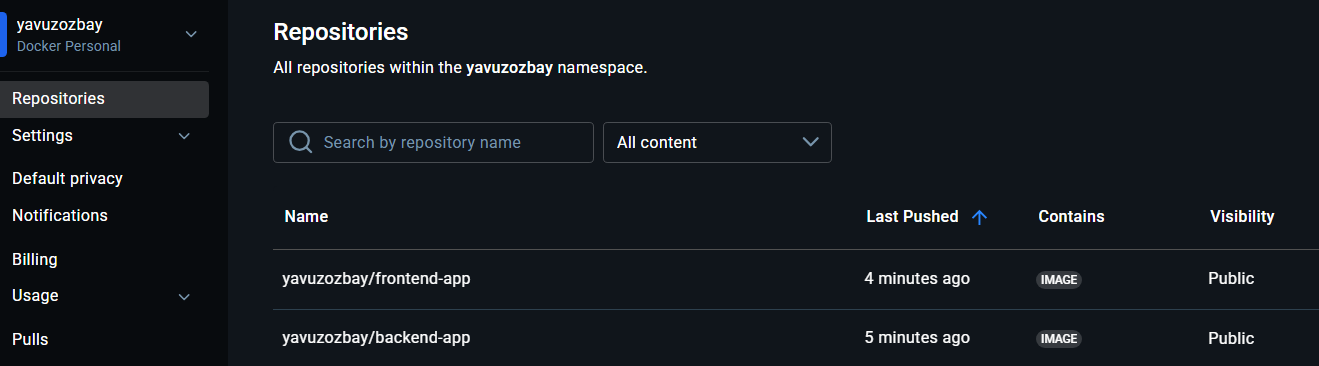 yavuzozbay
Docker Personal
Repositories
Settings
Default privacy
Notifications
Billing
Usage
Pulls
Repositories
All repositories within the yavuzozbay namespace.
Search by repository name
All content
Name Last Pushed Contains Visibility
yavuzozbay/frontend-app 4 minutes ago IMAGE Public
yavuzozbay/backend-app 5 minutes ago IMAGE Public